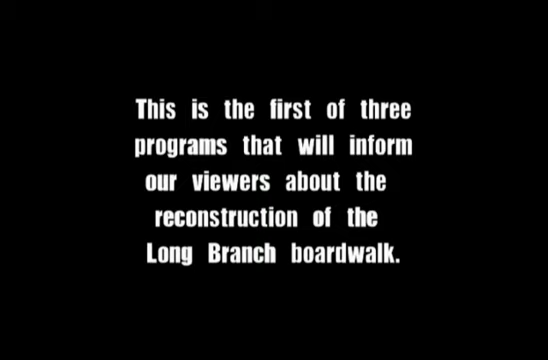 This is the first of three
programs that will inform
our viewers about the
reconstruction of the
Long Branch boardwalk.